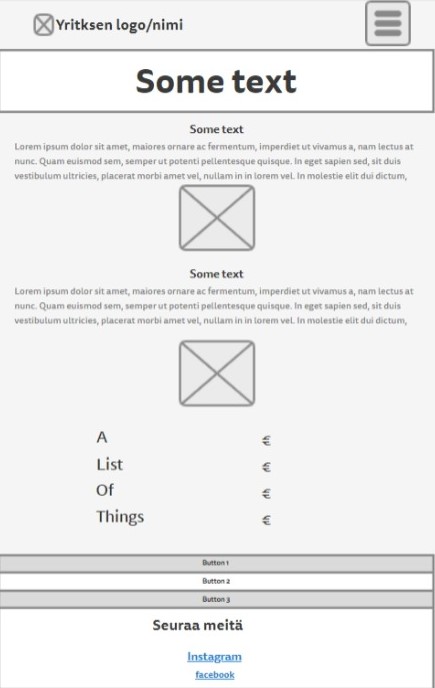 Yritksen logo/nimi
Some text
Some text
Lorem ipsum dolor sit amet, maiores ornare ac fermentum, imperdiet ut vivamus a, nam lectus at
nunc. Quam euismod sem, semper ut potenti pellentesque quisque. In eget sapien sed, sit duis
vestibulum ultricies, placerat morbi amet vel, nullam in in lorem vel. In molestie elit dui dictum,
Some text
Lorem ipsum dolor sit amet, maiores ornare ac fermentum, imperdiet ut vivamus a, nam lectus at
nunc. Quam euismod sem, semper ut potenti pellentesque quisque. In eget sapien sed, sit duis
vestibulum ultricies, placerat morbi amet vel, nullam in in lorem vel. In molestie elit dui dictum,
A €
List €
Of €
Things €
Button 1
Button 2
Button 3
Seuraa meitä
Instagram
facebook